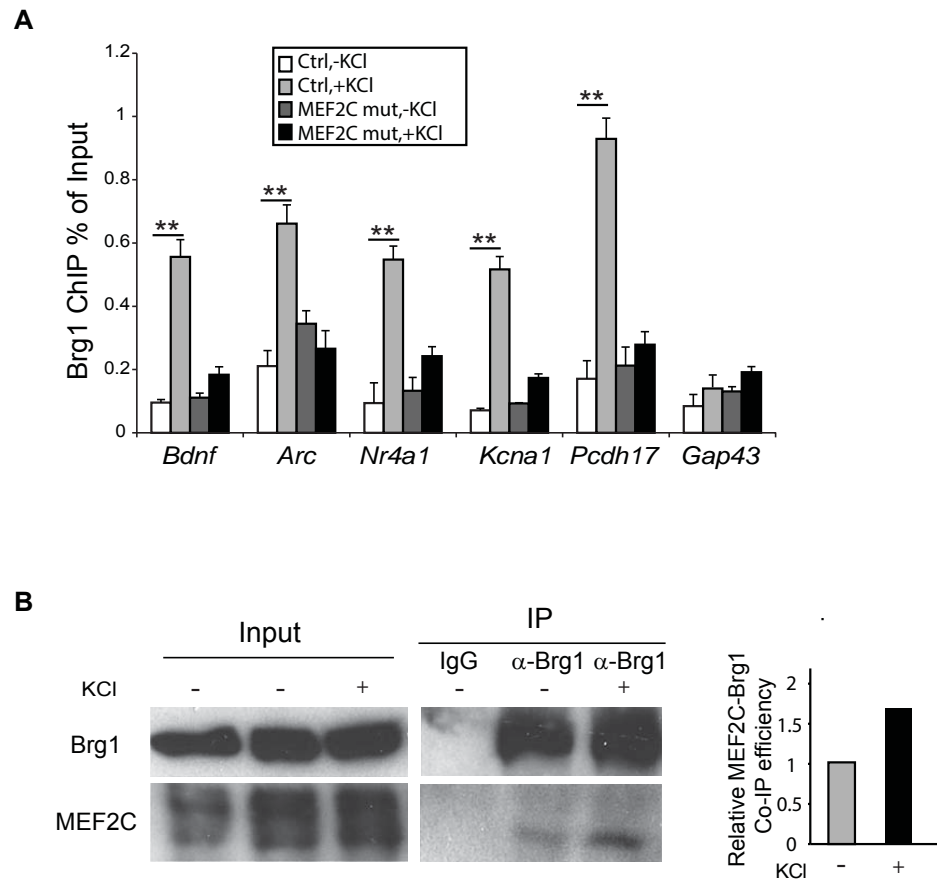 A
Brg1 ChIP % of Input
1.2
1
0.8
0.6
0.4
0.2
0
Ctrl,-KCl
Ctrl,+KCl
MEF2C mut,-KCl
MEF2C mut,+KCl
** ** ** ** **
Bdnf Arc Nr4a1 Kcna1 Pcdh17 Gap43
B
Input IP
IgG α-Brg1 α-Brg1
KCl - - + - - +
Brg1
MEF2C
Relative MEF2C-Brg1
Co-IP efficiency
2
1.5
1
0.5
0
KCl - +